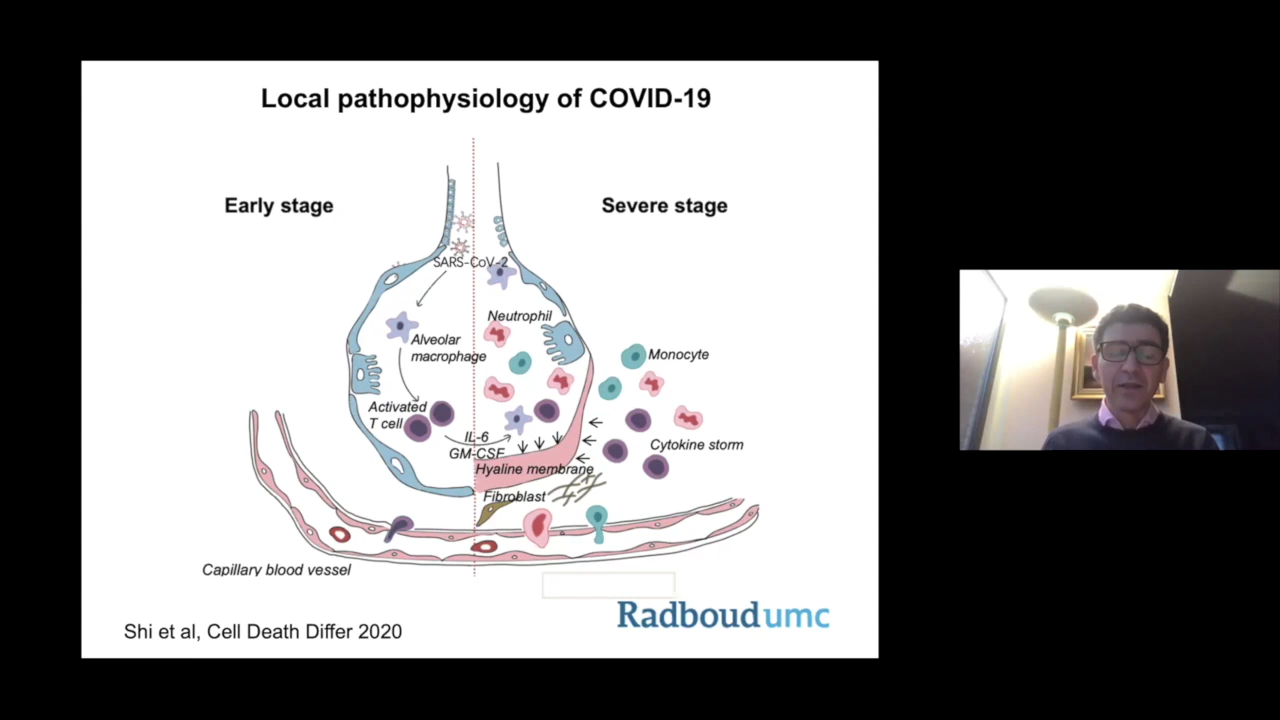 Local pathophysiology of COVID-19
Early stage
Severe stage
SARS-CoV-2
Neutrophil
Alveolar
macrophage
Monocyte
Activated
T cell
IL-6
GM-CSF
Cytokine storm
Hyaline membrane
Fibroblast
Capillary blood vessel
Radboudumc
Shi et al, Cell Death Differ 2020